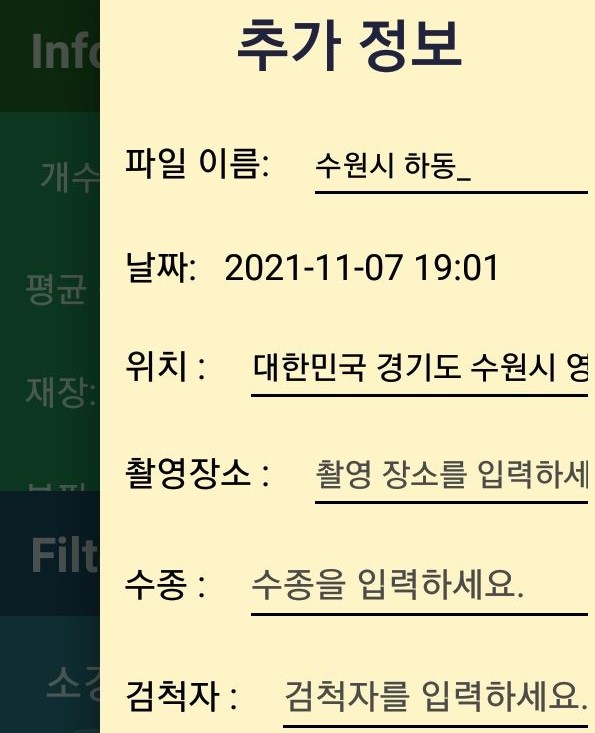 추가 정보
Info
파일 이름: 수원시 하동_
개수
날짜: 2021-11-07 19:01
평균
위치 : 대한민국 경기도 수원시 영
재장:
촬영장소 : 촬영 장소를 입력하세
Filt
수종 : 수종을 입력하세요.
검척자 : 검척자를 입력하세요.